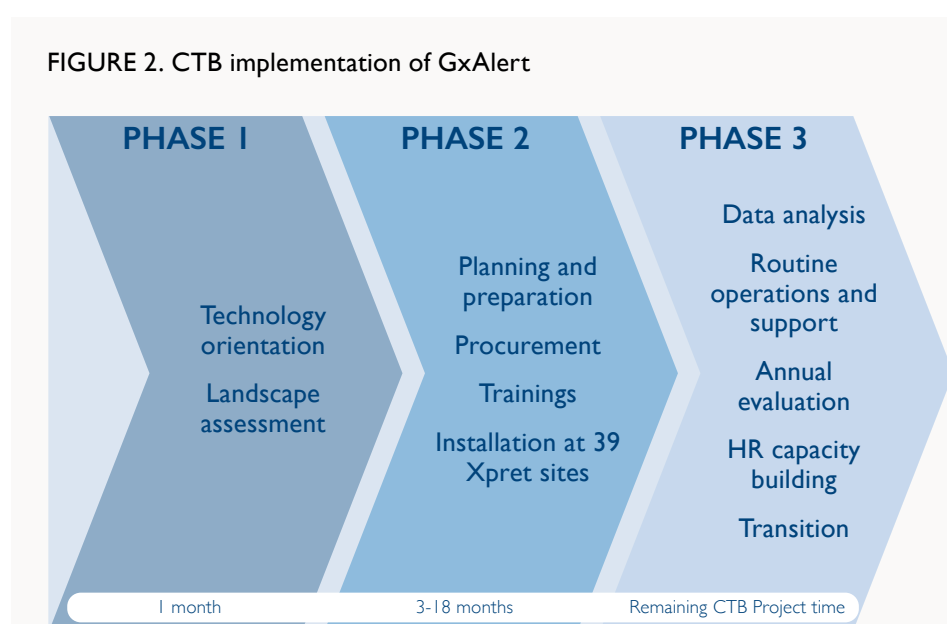 FIGURE 2. CTB implementation of GxAlert
PHASE 1
Technology
orientation
Landscape
assessment
1 month
PHASE 2
Planning and
preparation
Procurement
Trainings
Installation at 39
Xpret sites
3-18 months
PHASE 3
Data analysis
Routine
operations and
support
Annual
evaluation
HR capacity
building
Transition
Remaining CTB Project time